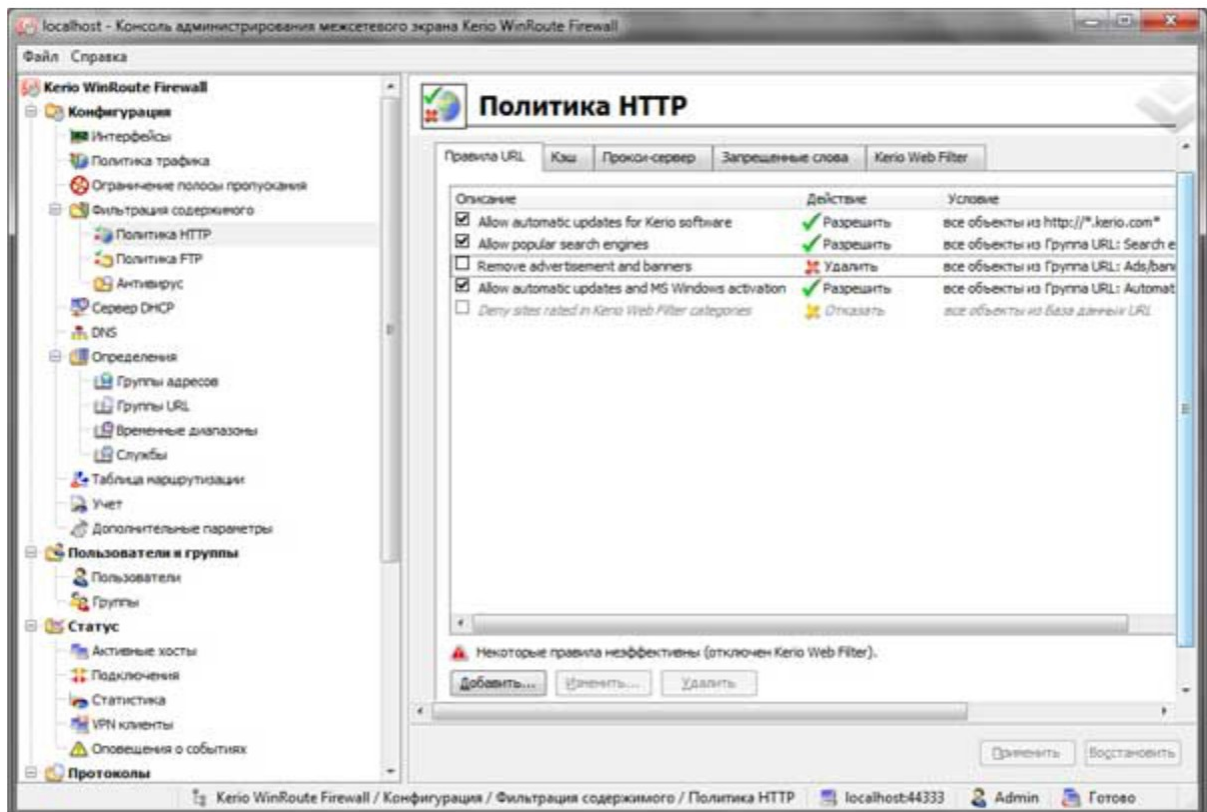 localhost - Консоль администрирования межсетевого экрана Kerio WinRoute Firewall
Файл Справка
Kerio WinRoute Firewall
Конфигурация
Интерфейсы
Политика трафика
Ограничение полосы пропускания
Фильтрация содержимого
Политика HTTP
Политика FTP
Антивирус
Сервер DHCP
DNS
Определения
Группы адресов
Группы URL
Временные диапазоны
Службы
Таблица маршрутизации
Учет
Дополнительные параметры
Пользователи и группы
Пользователи
Группы
Статус
Активные хосты
Подключения
Статистика
VPN клиенты
Оповещения о событиях
Протоколы
Политика HTTP
Правила URL Кэш Прокси-сервер Запрещенные слова Kerio Web Filter
Описание Действие Условие
Allow automatic updates for Kerio software Разрешить все объекты из http://*.kerio.com*
Allow popular search engines Разрешить все объекты из Группа URL: Search e
Remove advertisement and banners Удалить все объекты из Группа URL: Ads/bann
Allow automatic updates and MS Windows activation Разрешить все объекты из Группа URL: Automat
Deny sites rated in Kerio Web Filter categories Отказать все объекты из База данных URL
Некоторые правила неэффективны (отключен Kerio Web Filter).
Добавить... Изменить... Удалить
Применить Восстановить
Kerio WinRoute Firewall / Конфигурация / Фильтрация содержимого / Политика HTTP localhost:44333 Admin Готово